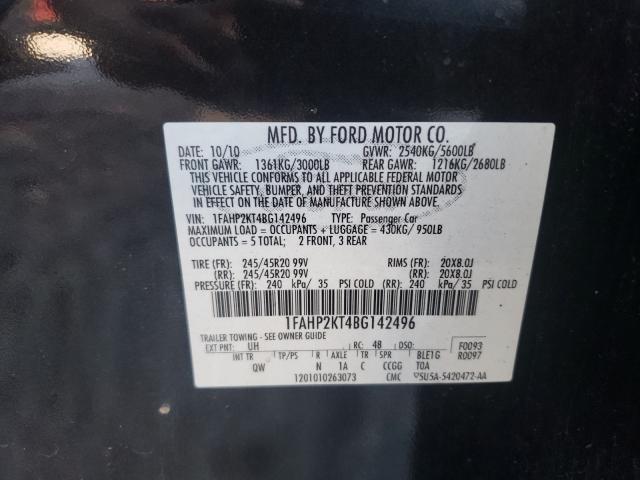 MFD. BY FORD MOTOR CO.
DATE: 10/10 GVWR: 2540KG/5600LB
FRONT GAWR: 1361KG/3000LB REAR GAWR: 1216KG/2680LB
THIS VEHICLE CONFORMS TO ALL APPLICABLE FEDERAL MOTOR
VEHICLE SAFETY, BUMPER, AND THEFT PREVENTION STANDARDS
IN EFFECT ON THE DATE OF MANUFACTURE SHOWN ABOVE.
VIN: 1FAHP2KT4BG142496 TYPE: Passenger Car
MAXIMUM LOAD = OCCUPANTS + LUGGAGE = 430KG/ 950LB
OCCUPANTS = 5 TOTAL; 2 FRONT, 3 REAR
TIRE (FR): 245/45R20 99V RIMS (FR): 20X8.0J
(RR): 245/45R20 99V (RR): 20X8.0J
PRESSURE (FR): 240 kPa/ 35 PSI COLD (RR): 240 kPa/ 35 PSI COLD
1FAHP2KT4BG142496
TRAILER TOWING - SEE OWNER GUIDE
EXT PNT: UH RC: 48 DSO: F0093
INT TR TP/PS R AXLE TR SPR BLE1G R0097
QW N 1A C CCGG TOA
1201010263073 CMC 5U5A-5420472-AA